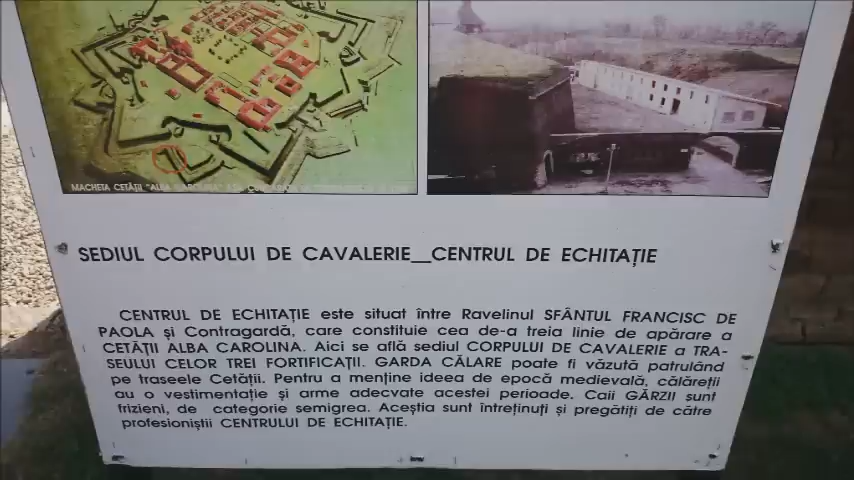 MACHETA CETĂȚII "ALBA CAROLINA"
SEDIUL CORPULUI DE CAVALERIE__CENTRUL DE ECHITAȚIE
CENTRUL DE ECHITAȚIE este situat între Ravelinul SFÂNTUL FRANCISC DE
PAOLA și Contragardă, care constituie cea de-a treia linie de apărare a
CETĂȚII ALBA CAROLINA. Aici se află sediul CORPULUI DE CAVALERIE a TRA-
SEULUI CELOR TREI FORTIFICAȚII. GARDA CĂLARE poate fi văzută patrulând
pe traseele Cetății. Pentru a menține ideea de epocă medievală, călăreții
au o vestimentație și arme adecvate acestei perioade. Caii GĂRZII sunt
frizieni, de categorie semigrea. Aceștia sunt întreținuți și pregătiți de către
profesioniștii CENTRULUI DE ECHITAȚIE.